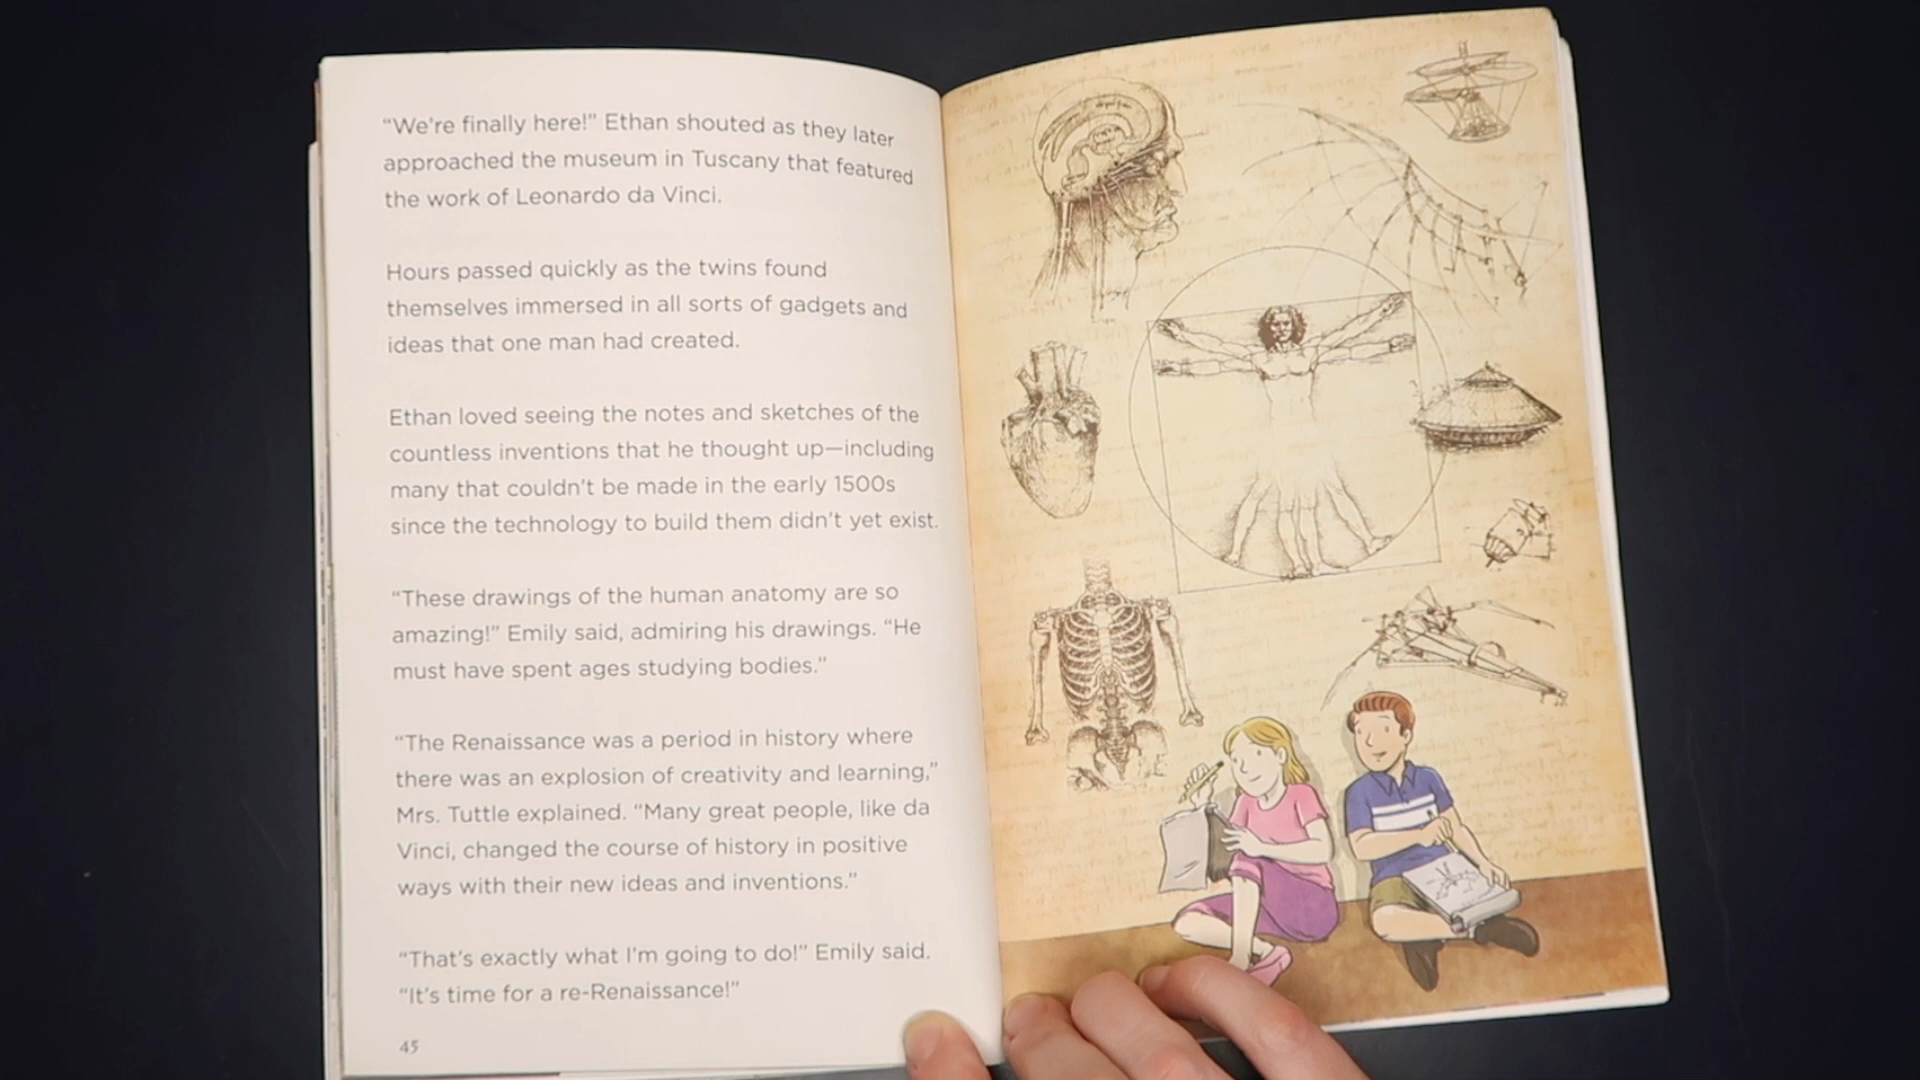 “We’re finally here!” Ethan shouted as they later
approached the museum in Tuscany that featured
the work of Leonardo da Vinci.
Hours passed quickly as the twins found
themselves immersed in all sorts of gadgets and
ideas that one man had created.
Ethan loved seeing the notes and sketches of the
countless inventions that he thought up—including
many that couldn’t be made in the early 1500s
since the technology to build them didn’t yet exist.
“These drawings of the human anatomy are so
amazing!” Emily said, admiring his drawings. “He
must have spent ages studying bodies.”
“The Renaissance was a period in history where
there was an explosion of creativity and learning,”
Mrs. Tuttle explained. “Many great people, like da
Vinci, changed the course of history in positive
ways with their new ideas and inventions.”
“That’s exactly what I’m going to do!” Emily said.
“It’s time for a re-Renaissance!”
45